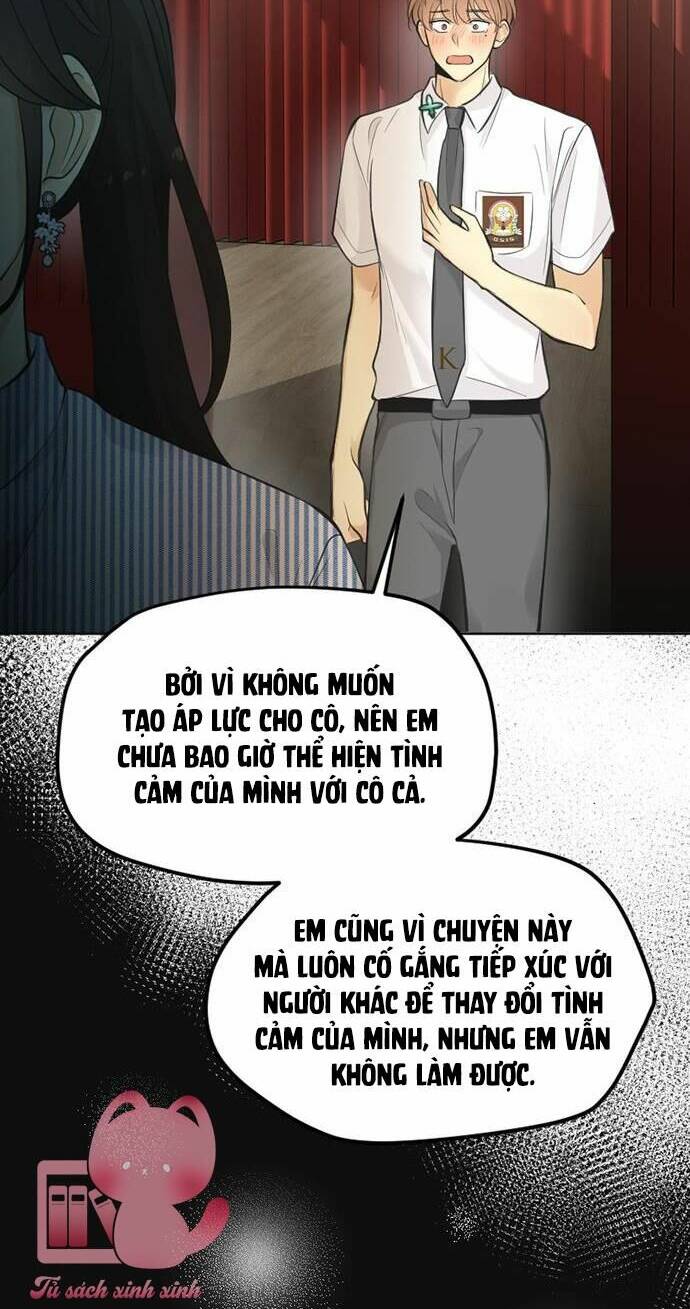 OSIS
K
BỞI VÌ KHÔNG MUỐN
TẠO ÁP LỰC CHO CÔ, NÊN EM
CHƯA BAO GIỜ THỂ HIỆN TÌNH
CẢM CỦA MÌNH VỚI CÔ CẢ.
EM CŨNG VÌ CHUYỆN NÀY
MÀ LUÔN CỐ GẮNG TIẾP XÚC VỚI
NGƯỜI KHÁC ĐỂ THAY ĐỔI TÌNH
CẢM CỦA MÌNH, NHƯNG EM VẪN
KHÔNG LÀM ĐƯỢC.
Tủ sách xinh xinh